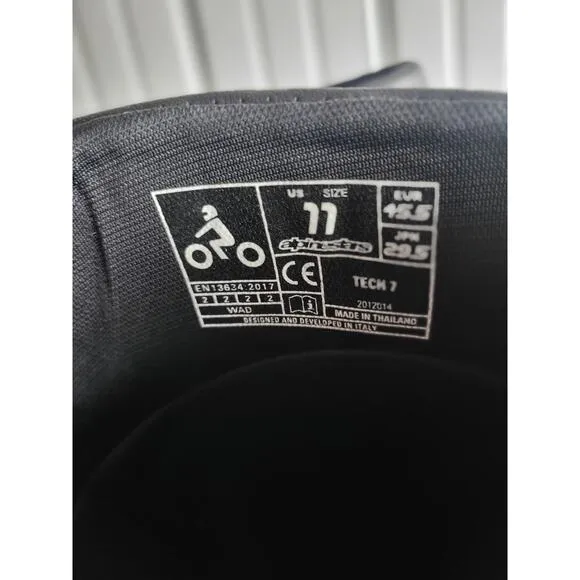 US SIZE
11
alpinestars
EUR
45.5
JPN
29.5
EN13634:2017
2 2 2 2
WAD
CE
i
TECH 7
2012014
MADE IN THAILAND
DESIGNED AND DEVELOPED IN ITALY